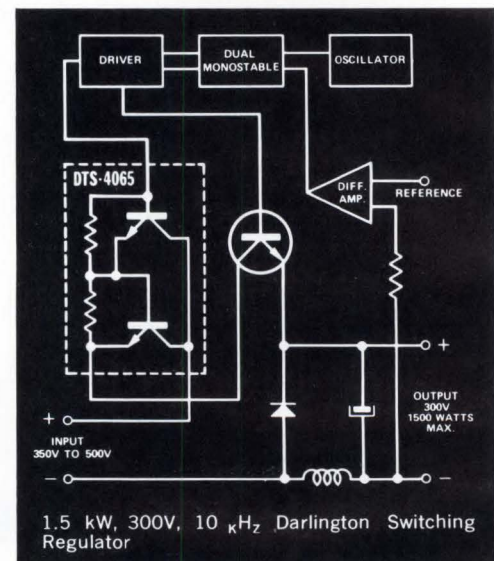 DRIVER
DUAL
MONOSTABLE
OSCILLATOR
DTS-4065
DIFF.
AMP.
REFERENCE
+
+
INPUT
350V TO 500V
OUTPUT
300V
1500 WATTS
MAX.
−
−
1.5 kW, 300V, 10 KHz Darlington Switching
Regulator